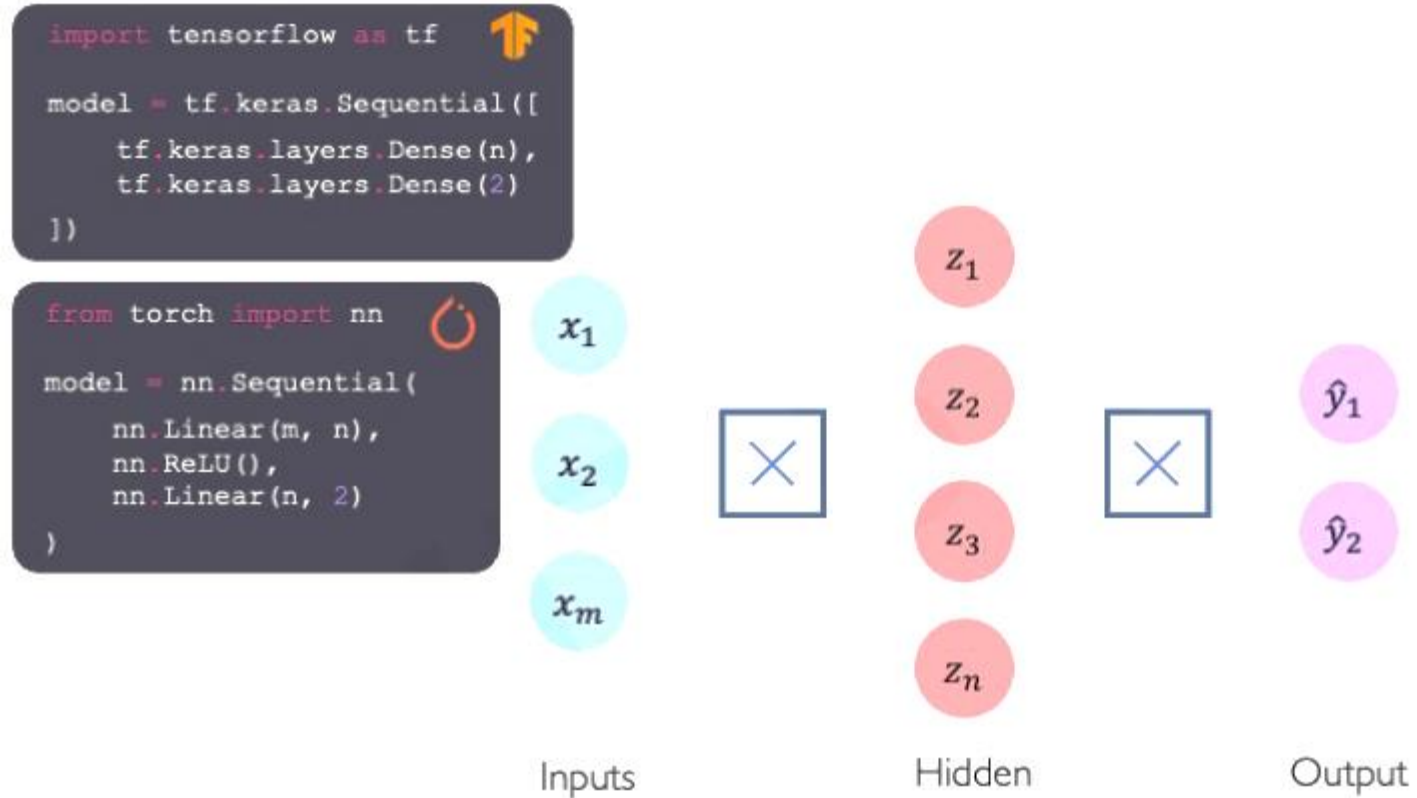 import tensorflow as tf
model = tf.keras.Sequential([
    tf.keras.layers.Dense(n),
    tf.keras.layers.Dense(2)
])
from torch import nn
model = nn.Sequential(
    nn.Linear(m, n),
    nn.ReLU(),
    nn.Linear(n, 2)
)
x₁
x₂
xₘ
z₁
z₂
z₃
zₙ
ŷ₁
ŷ₂
Inputs
Hidden
Output